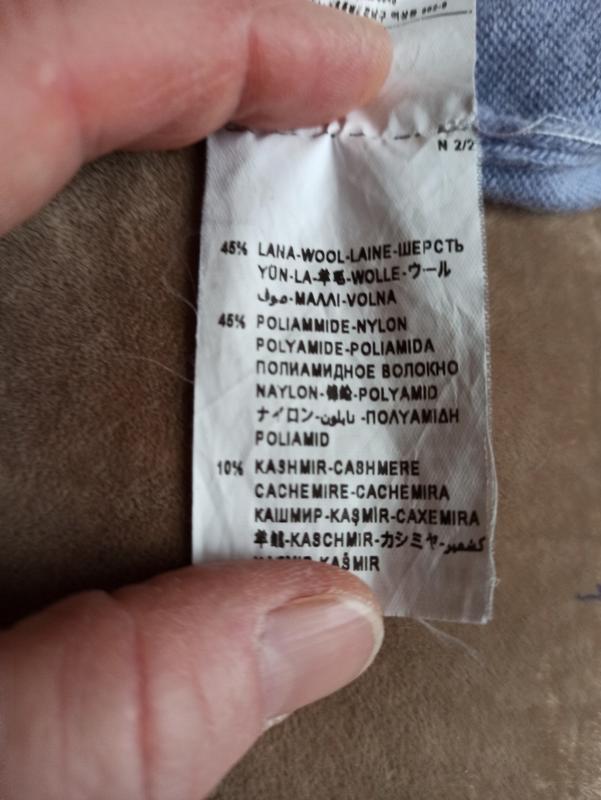 N 2/2
45% LANA-WOOL-LAINE-ШЕРСТЬ
YÜN-LA-羊毛-WOLLE-ウール
صوف-ΜΑΛΛΙ-VOLNA
45% POLIAMMIDE-NYLON
POLYAMIDE-POLIAMIDA
ПОЛИАМИДНОЕ ВОЛОКНО
NAYLON-锦纶-POLYAMID
ナイロン-نايلون-ΠΟΛΥΑΜΙΔΗ
POLIAMID
10% KASHMIR-CASHMERE
CACHEMIRE-CACHEMIRA
КАШМИР-KAŞMİR-CAXEMIRA
羊绒-KASCHMIR-カシミヤ-كشمير
KAŠMIR